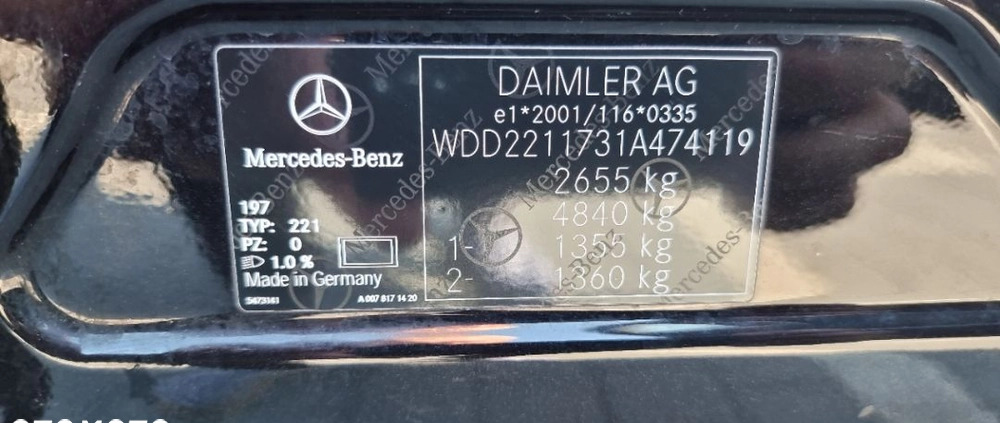 DAIMLER AG
e1*2001/116*0335
WDD2211731A474119
2655 kg
4840 kg
1- 1355 kg
2- 1360 kg
Mercedes-Benz
197
TYP: 221
PZ: 0
1.0 %
Made in Germany
A 007 817 14 20